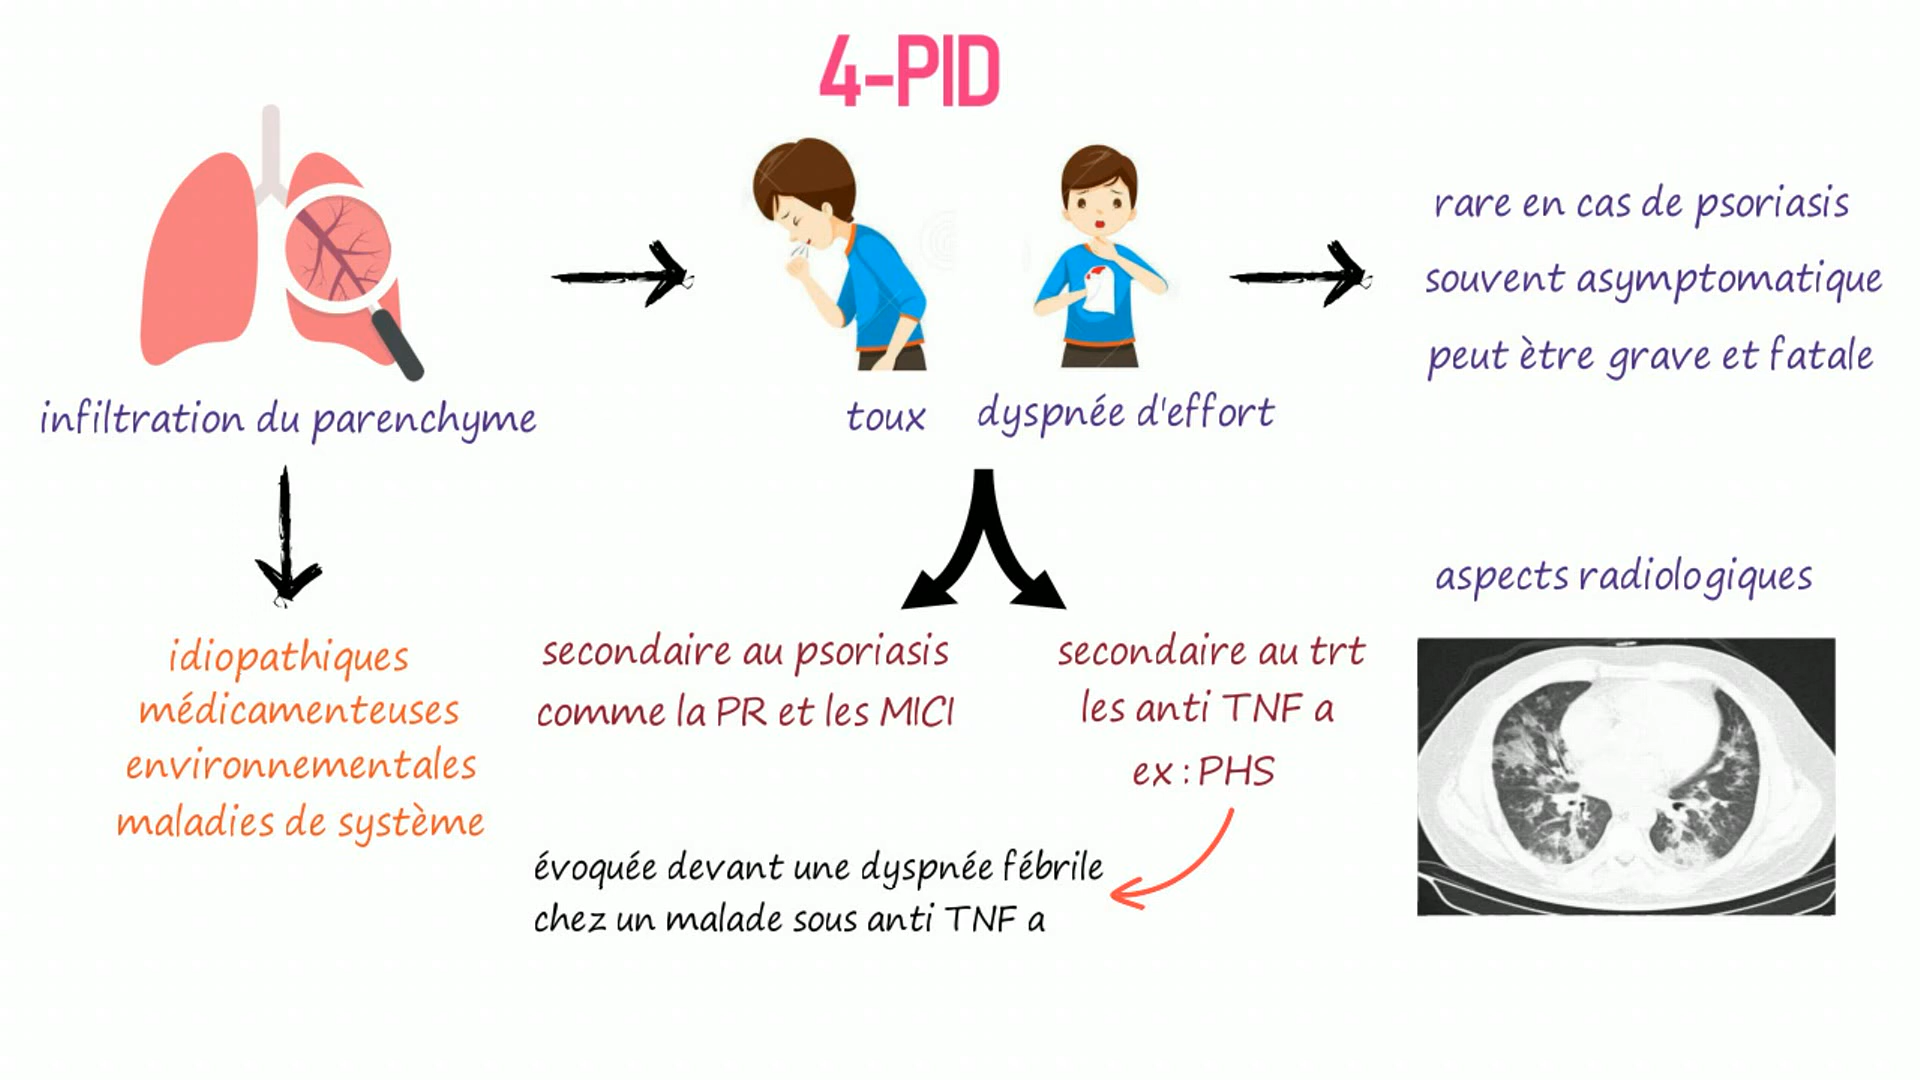 4-PID
infiltration du parenchyme
toux
dyspnée d'effort
rare en cas de psoriasis
souvent asymptomatique
peut ètre grave et fatale
idiopathiques
médicamenteuses
environnementales
maladies de système
secondaire au psoriasis
comme la PR et les MICI
secondaire au trt
les anti TNF a
ex : PHS
évoquée devant une dyspnée fébrile
chez un malade sous anti TNF a
aspects radiologiques